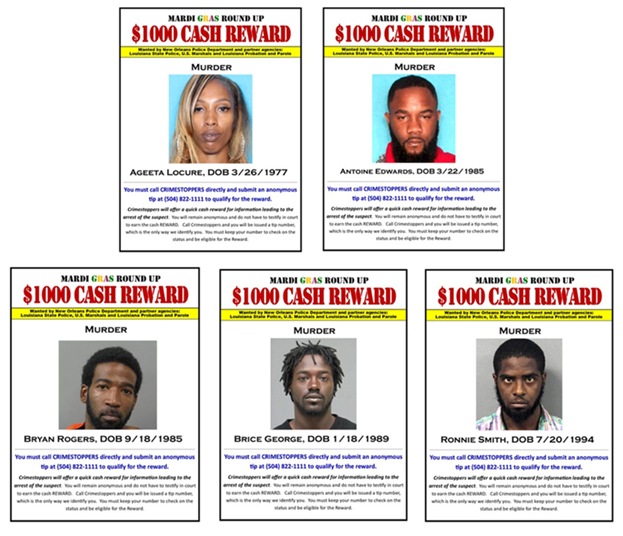 MARDI GRAS ROUND UP
$1000 CASH REWARD
Wanted by New Orleans Police Department and partner agencies:
Louisiana State Police, U.S. Marshals and Louisiana Probation and Parole
MURDER
AGEETA LOCURE, DOB 3/26/1977
You must call CRIMESTOPPERS directly and submit an anonymous
tip at (504) 822-1111 to qualify for the reward.
Crimestoppers will offer a quick cash reward for information leading to the
arrest of the suspect. You will remain anonymous and do not have to testify in court
to earn the cash REWARD. Call Crimestoppers and you will be issued a tip number,
which is the only way we identify you. You must keep your number to check on the
status and be eligible for the Reward.
MARDI GRAS ROUND UP
$1000 CASH REWARD
Wanted by New Orleans Police Department and partner agencies:
Louisiana State Police, U.S. Marshals and Louisiana Probation and Parole
MURDER
ANTOINE EDWARDS, DOB 3/22/1985
You must call CRIMESTOPPERS directly and submit an anonymous
tip at (504) 822-1111 to qualify for the reward.
Crimestoppers will offer a quick cash reward for information leading to the
arrest of the suspect. You will remain anonymous and do not have to testify in court
to earn the cash REWARD. Call Crimestoppers and you will be issued a tip number,
which is the only way we identify you. You must keep your number to check on the
status and be eligible for the Reward.
MARDI GRAS ROUND UP
$1000 CASH REWARD
Wanted by New Orleans Police Department and partner agencies:
Louisiana State Police, U.S. Marshals and Louisiana Probation and Parole
MURDER
BRYAN ROGERS, DOB 9/18/1985
You must call CRIMESTOPPERS directly and submit an anonymous
tip at (504) 822-1111 to qualify for the reward.
Crimestoppers will offer a quick cash reward for information leading to the
arrest of the suspect. You will remain anonymous and do not have to testify in court
to earn the cash REWARD. Call Crimestoppers and you will be issued a tip number,
which is the only way we identify you. You must keep your number to check on the
status and be eligible for the Reward.
MARDI GRAS ROUND UP
$1000 CASH REWARD
Wanted by New Orleans Police Department and partner agencies:
Louisiana State Police, U.S. Marshals and Louisiana Probation and Parole
MURDER
BRICE GEORGE, DOB 1/18/1989
You must call CRIMESTOPPERS directly and submit an anonymous
tip at (504) 822-1111 to qualify for the reward.
Crimestoppers will offer a quick cash reward for information leading to the
arrest of the suspect. You will remain anonymous and do not have to testify in court
to earn the cash REWARD. Call Crimestoppers and you will be issued a tip number,
which is the only way we identify you. You must keep your number to check on the
status and be eligible for the Reward.
MARDI GRAS ROUND UP
$1000 CASH REWARD
Wanted by New Orleans Police Department and partner agencies:
Louisiana State Police, U.S. Marshals and Louisiana Probation and Parole
MURDER
RONNIE SMITH, DOB 7/20/1994
You must call CRIMESTOPPERS directly and submit an anonymous
tip at (504) 822-1111 to qualify for the reward.
Crimestoppers will offer a quick cash reward for information leading to the
arrest of the suspect. You will remain anonymous and do not have to testify in court
to earn the cash REWARD. Call Crimestoppers and you will be issued a tip number,
which is the only way we identify you. You must keep your number to check on the
status and be eligible for the Reward.